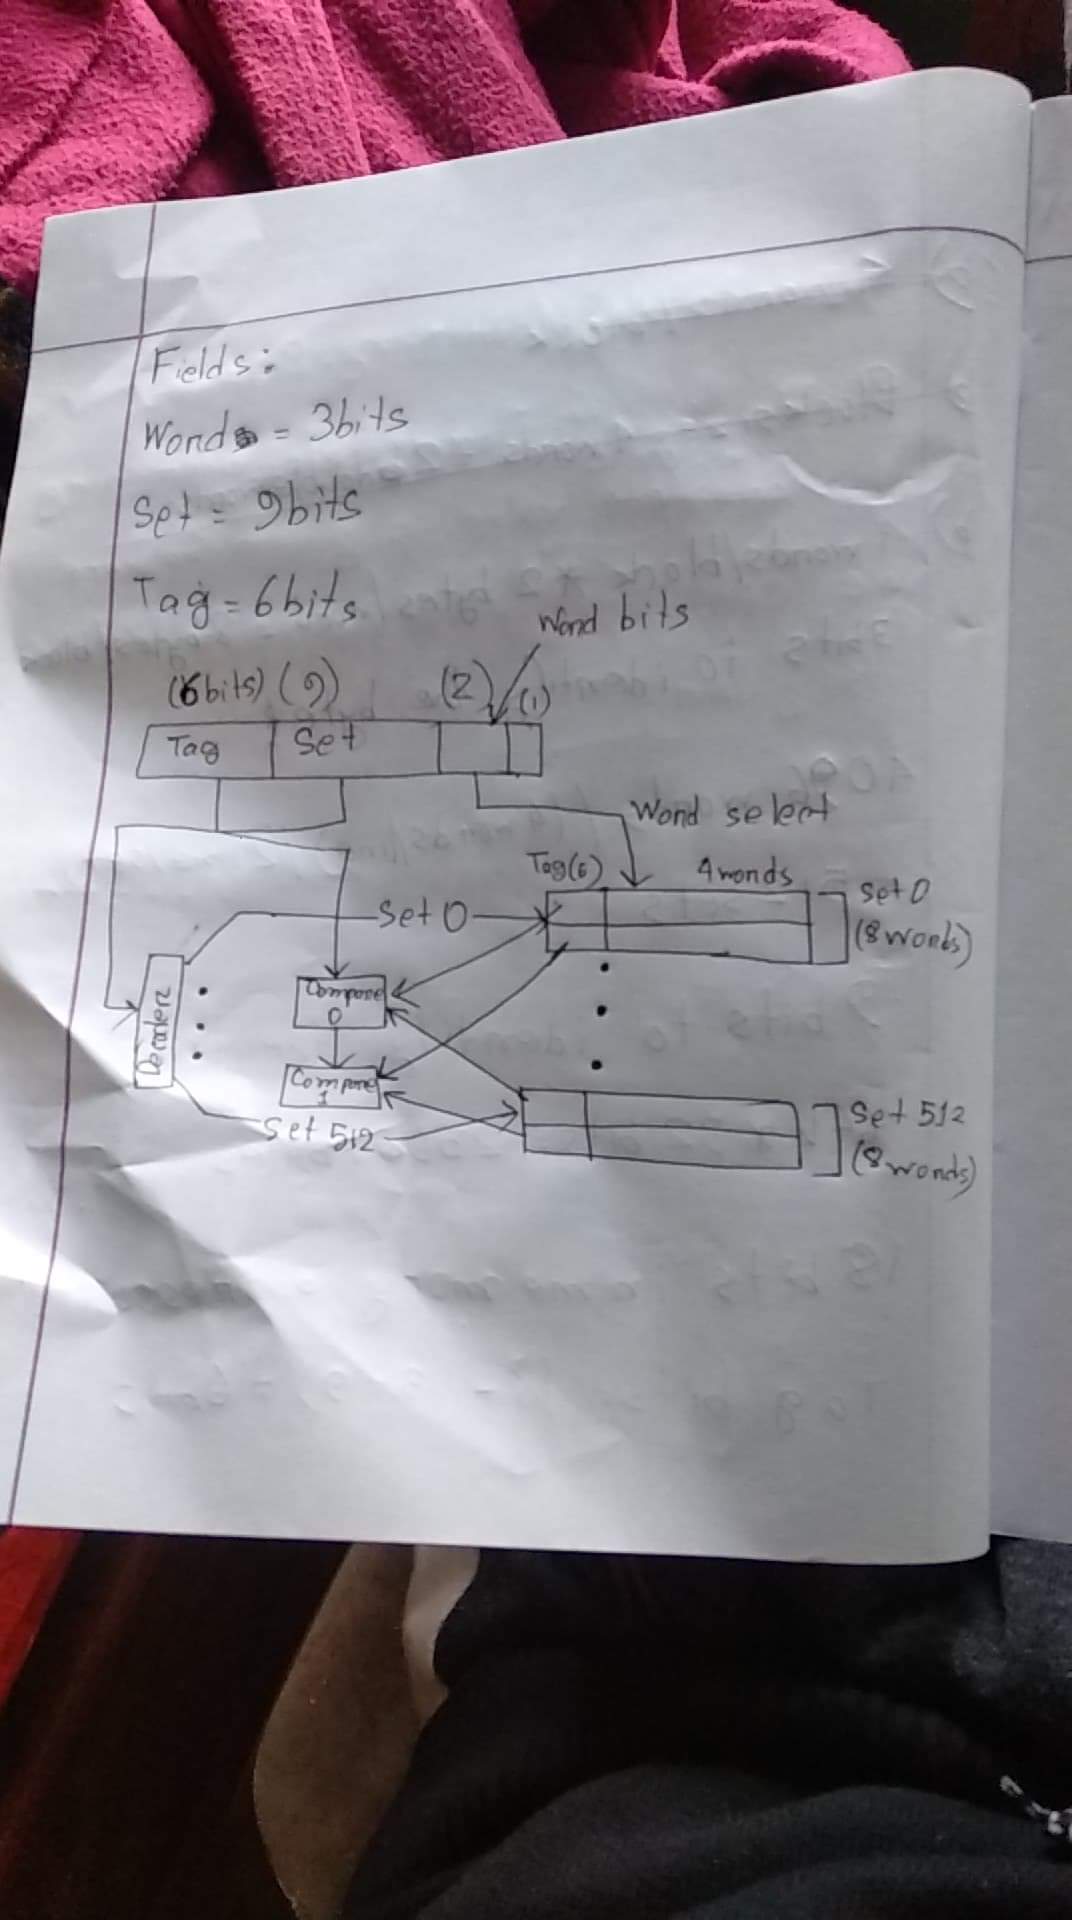 Fields:
Word = 3bits
Set = 9bits
Tag = 6bits
Word bits
(6bits) (9) (2) (1)
Tag Set
Word select
Tag(6) 4words
Set 0 Set 0
(8 words)
Compare
0
Decoder
Compare
1
Set 512 Set 512
(8 words)